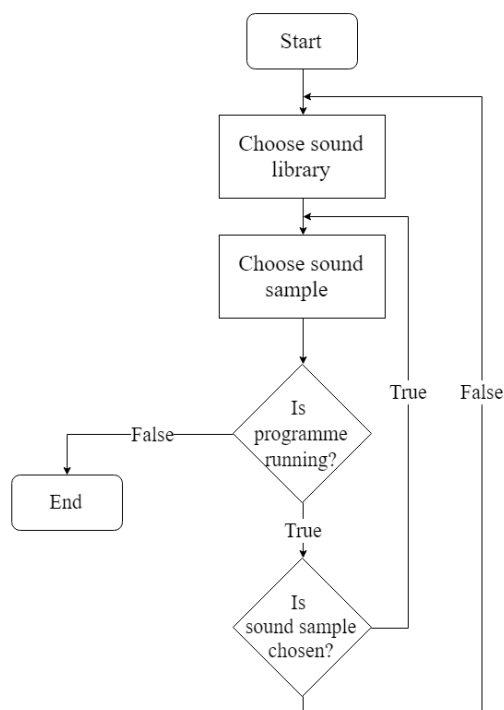 Start
Choose sound
library
Choose sound
sample
Is
programme
running?
True
False
False
End
True
Is
sound sample
chosen?